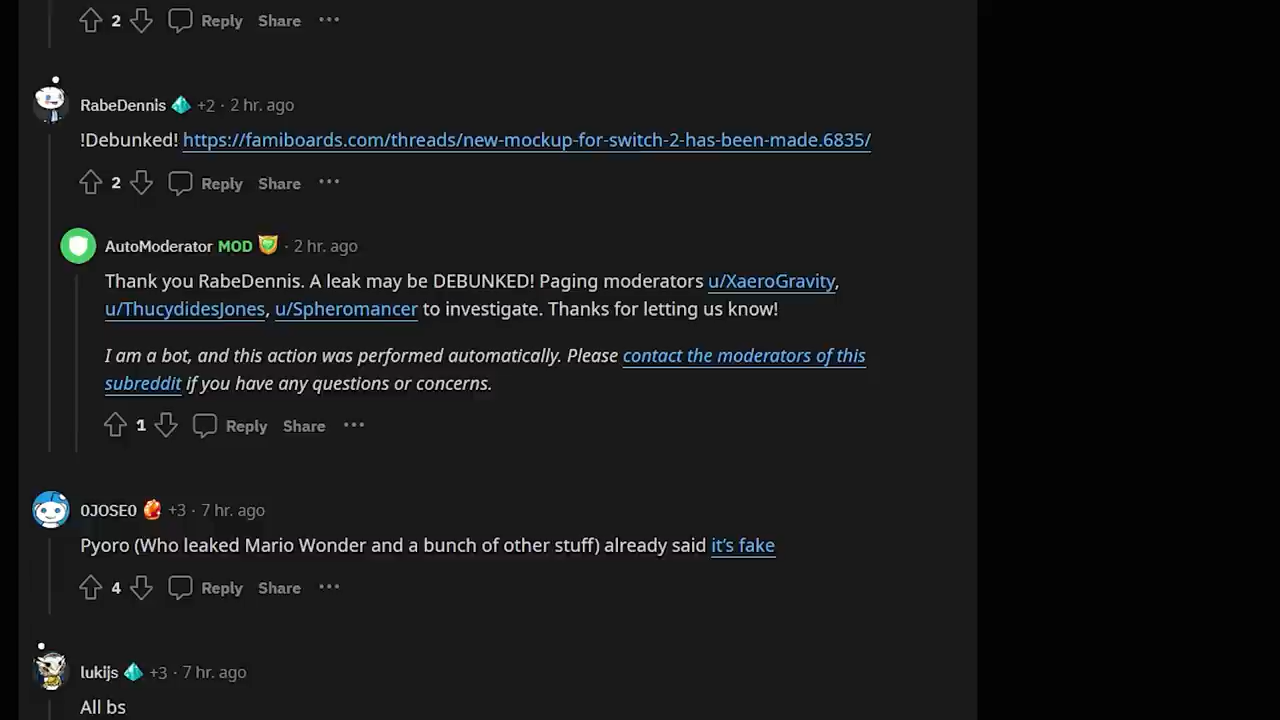 2 Reply Share ···
RabeDennis +2 · 2 hr. ago
!Debunked! https://famiboards.com/threads/new-mockup-for-switch-2-has-been-made.6835/
2 Reply Share ···
AutoModerator MOD · 2 hr. ago
Thank you RabeDennis. A leak may be DEBUNKED! Paging moderators u/XaeroGravity,
u/ThucydidesJones, u/Spheromancer to investigate. Thanks for letting us know!
I am a bot, and this action was performed automatically. Please contact the moderators of this
subreddit if you have any questions or concerns.
1 Reply Share ···
0JOSE0 +3 · 7 hr. ago
Pyoro (Who leaked Mario Wonder and a bunch of other stuff) already said it's fake
4 Reply Share ···
lukijs +3 · 7 hr. ago
All bs